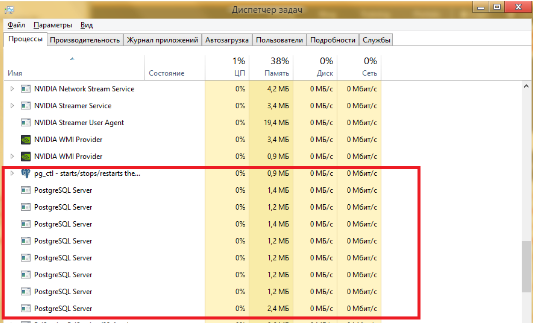 Диспетчер задач
Файл Параметры Вид
Процессы Производительность Журнал приложений Автозагрузка Пользователи Подробности Службы
1% 38% 0% 0%
Имя Состояние ЦП Память Диск Сеть
NVIDIA Network Stream Service 0% 4,2 МБ 0 МБ/с 0 Мбит/с
NVIDIA Streamer Service 0% 3,4 МБ 0 МБ/с 0 Мбит/с
NVIDIA Streamer User Agent 0% 19,4 МБ 0 МБ/с 0 Мбит/с
NVIDIA WMI Provider 0% 3,4 МБ 0 МБ/с 0 Мбит/с
NVIDIA WMI Provider 0% 0,9 МБ 0 МБ/с 0 Мбит/с
pg_ctl - starts/stops/restarts the... 0% 0,9 МБ 0 МБ/с 0 Мбит/с
PostgreSQL Server 0% 1,4 МБ 0 МБ/с 0 Мбит/с
PostgreSQL Server 0% 1,2 МБ 0 МБ/с 0 Мбит/с
PostgreSQL Server 0% 1,4 МБ 0 МБ/с 0 Мбит/с
PostgreSQL Server 0% 1,2 МБ 0 МБ/с 0 Мбит/с
PostgreSQL Server 0% 1,2 МБ 0 МБ/с 0 Мбит/с
PostgreSQL Server 0% 1,2 МБ 0 МБ/с 0 Мбит/с
PostgreSQL Server 0% 1,2 МБ 0 МБ/с 0 Мбит/с
PostgreSQL Server 0% 2,4 МБ 0 МБ/с 0 Мбит/с